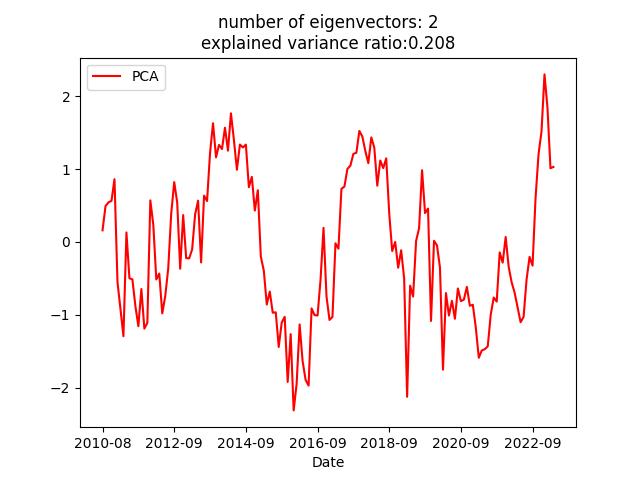 number of eigenvectors: 2
explained variance ratio:0.208
PCA
2
1
0
−1
−2
2010-08 2012-09 2014-09 2016-09 2018-09 2020-09 2022-09
Date